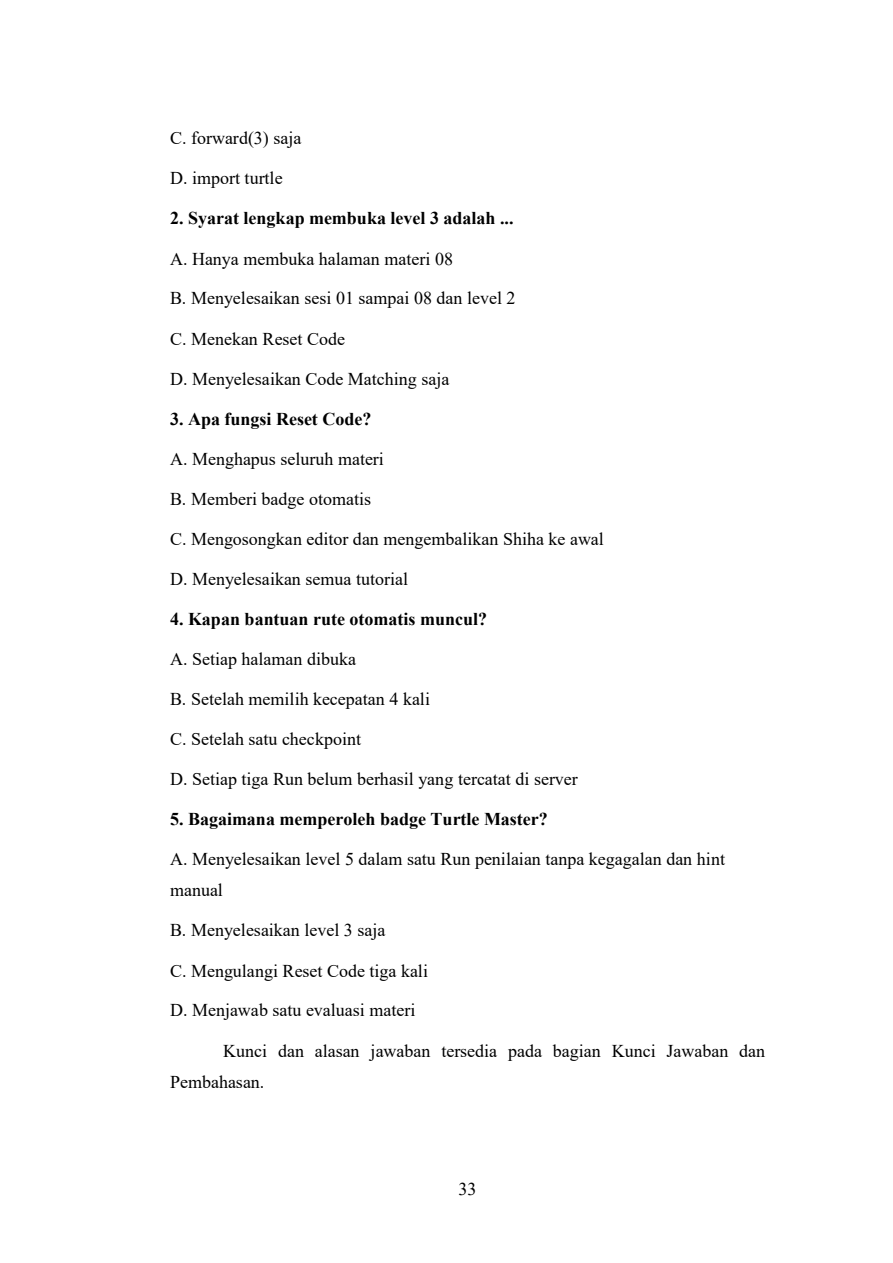 C. forward(3) saja
D. import turtle
2. Syarat lengkap membuka level 3 adalah ...
A. Hanya membuka halaman materi 08
B. Menyelesaikan sesi 01 sampai 08 dan level 2
C. Menekan Reset Code
D. Menyelesaikan Code Matching saja
3. Apa fungsi Reset Code?
A. Menghapus seluruh materi
B. Memberi badge otomatis
C. Mengosongkan editor dan mengembalikan Shiha ke awal
D. Menyelesaikan semua tutorial
4. Kapan bantuan rute otomatis muncul?
A. Setiap halaman dibuka
B. Setelah memilih kecepatan 4 kali
C. Setelah satu checkpoint
D. Setiap tiga Run belum berhasil yang tercatat di server
5. Bagaimana memperoleh badge Turtle Master?
A. Menyelesaikan level 5 dalam satu Run penilaian tanpa kegagalan dan hint
manual
B. Menyelesaikan level 3 saja
C. Mengulangi Reset Code tiga kali
D. Menjawab satu evaluasi materi
Kunci dan alasan jawaban tersedia pada bagian Kunci Jawaban dan
Pembahasan.
33